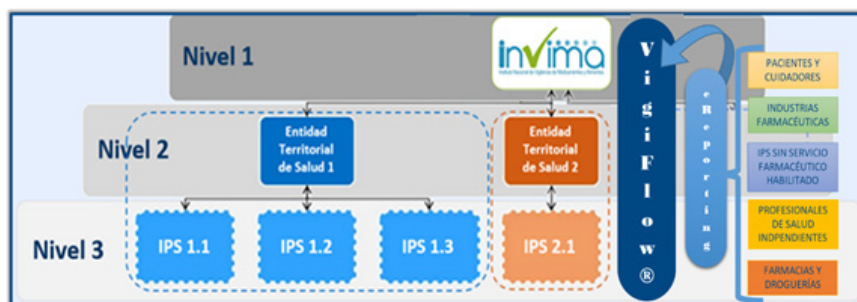 Nivel 1
invima
Instituto Nacional de Vigilancia de Medicamentos y Alimentos
Nivel 2
Entidad
Territorial
de Salud 1
Entidad
Territorial
de Salud 2
Nivel 3
IPS 1.1
IPS 1.2
IPS 1.3
IPS 2.1
VigiFlow®
eReporting
PACIENTES Y
CUIDADORES
INDUSTRIAS
FARMACÉUTICAS
IPS SIN SERVICIO
FARMACÉUTICO
HABILITADO
PROFESIONALES
DE SALUD
INDPENDIENTES
FARMACIAS Y
DROGUERÍAS